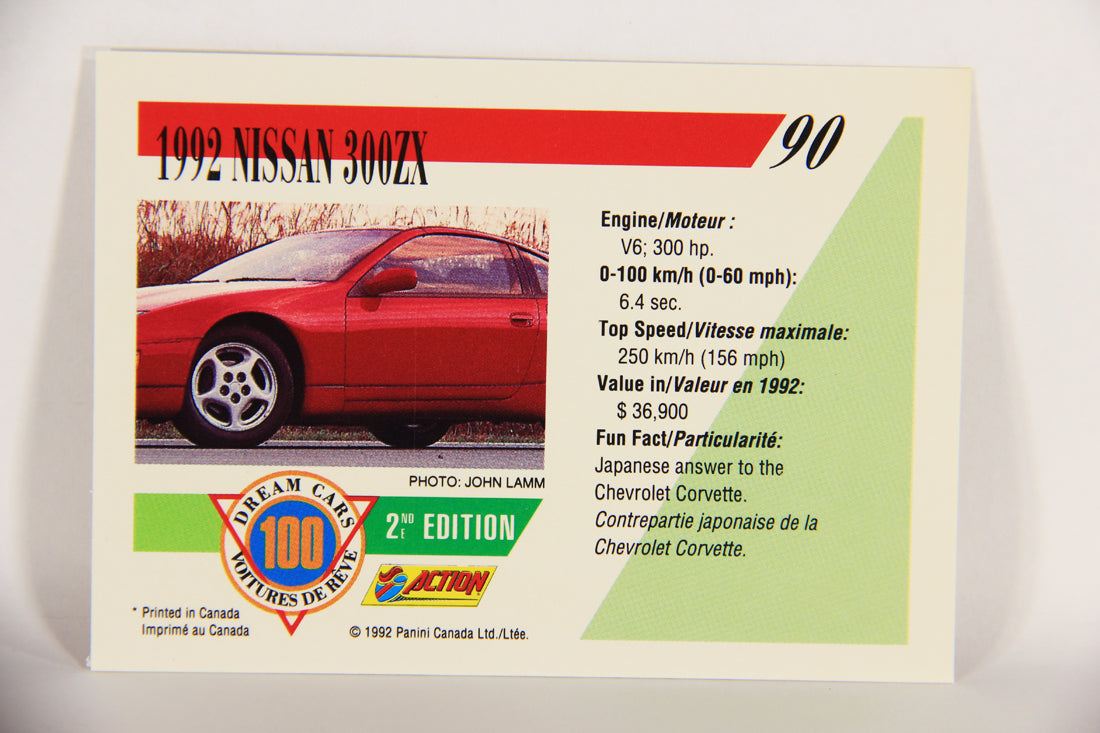 1992 NISSAN 300ZX
90
Engine/Moteur :
V6; 300 hp.
0-100 km/h (0-60 mph):
6.4 sec.
Top Speed/Vitesse maximale:
250 km/h (156 mph)
Value in/Valeur en 1992:
$ 36,900
Fun Fact/Particularité:
Japanese answer to the
Chevrolet Corvette.
Contrepartie japonaise de la
Chevrolet Corvette.
PHOTO: JOHN LAMM
DREAM CARS
100
VOITURES DE RÊVE
2ND E EDITION
ACTION
* Printed in Canada
Imprimé au Canada
© 1992 Panini Canada Ltd./Ltée.